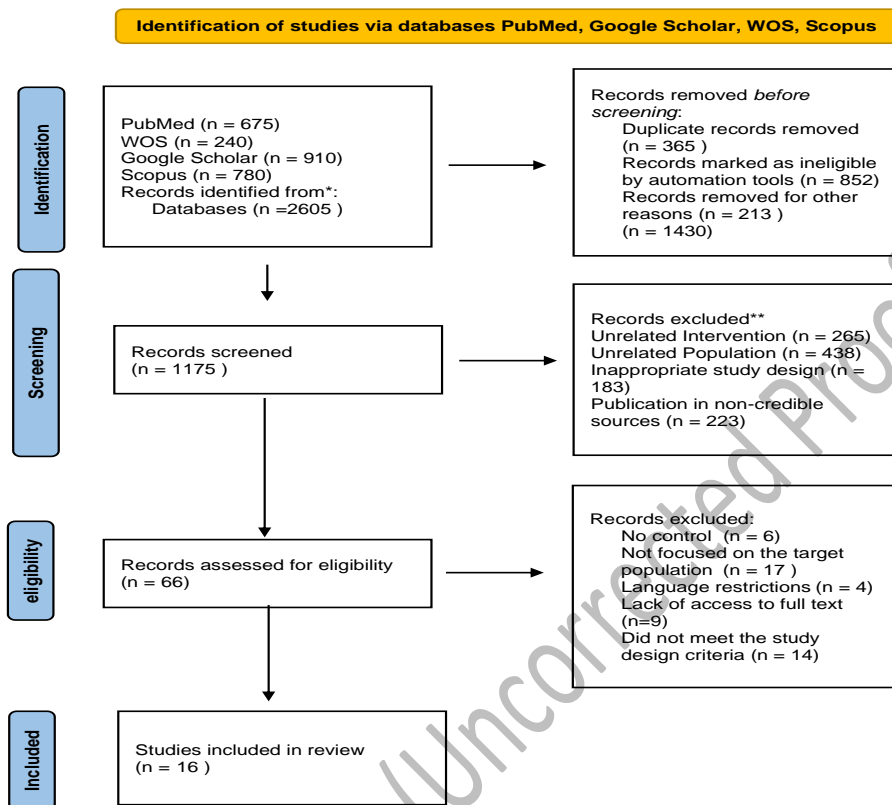 Identification of studies via databases PubMed, Google Scholar, WOS, Scopus
Identification
PubMed (n = 675)
WOS (n = 240)
Google Scholar (n = 910)
Scopus (n = 780)
Records identified from*:
Databases (n =2605 )
Records removed before
screening:
Duplicate records removed
(n = 365 )
Records marked as ineligible
by automation tools (n = 852)
Records removed for other
reasons (n = 213 )
(n = 1430)
Screening
Records screened
(n = 1175 )
Records excluded**
Unrelated Intervention (n = 265)
Unrelated Population (n = 438)
Inappropriate study design (n =
183)
Publication in non-credible
sources (n = 223)
eligibility
Records assessed for eligibility
(n = 66)
Records excluded:
No control (n = 6)
Not focused on the target
population (n = 17 )
Language restrictions (n = 4)
Lack of access to full text
(n=9)
Did not meet the study
design criteria (n = 14)
Included
Studies included in review
(n = 16 )
(Uncorrected